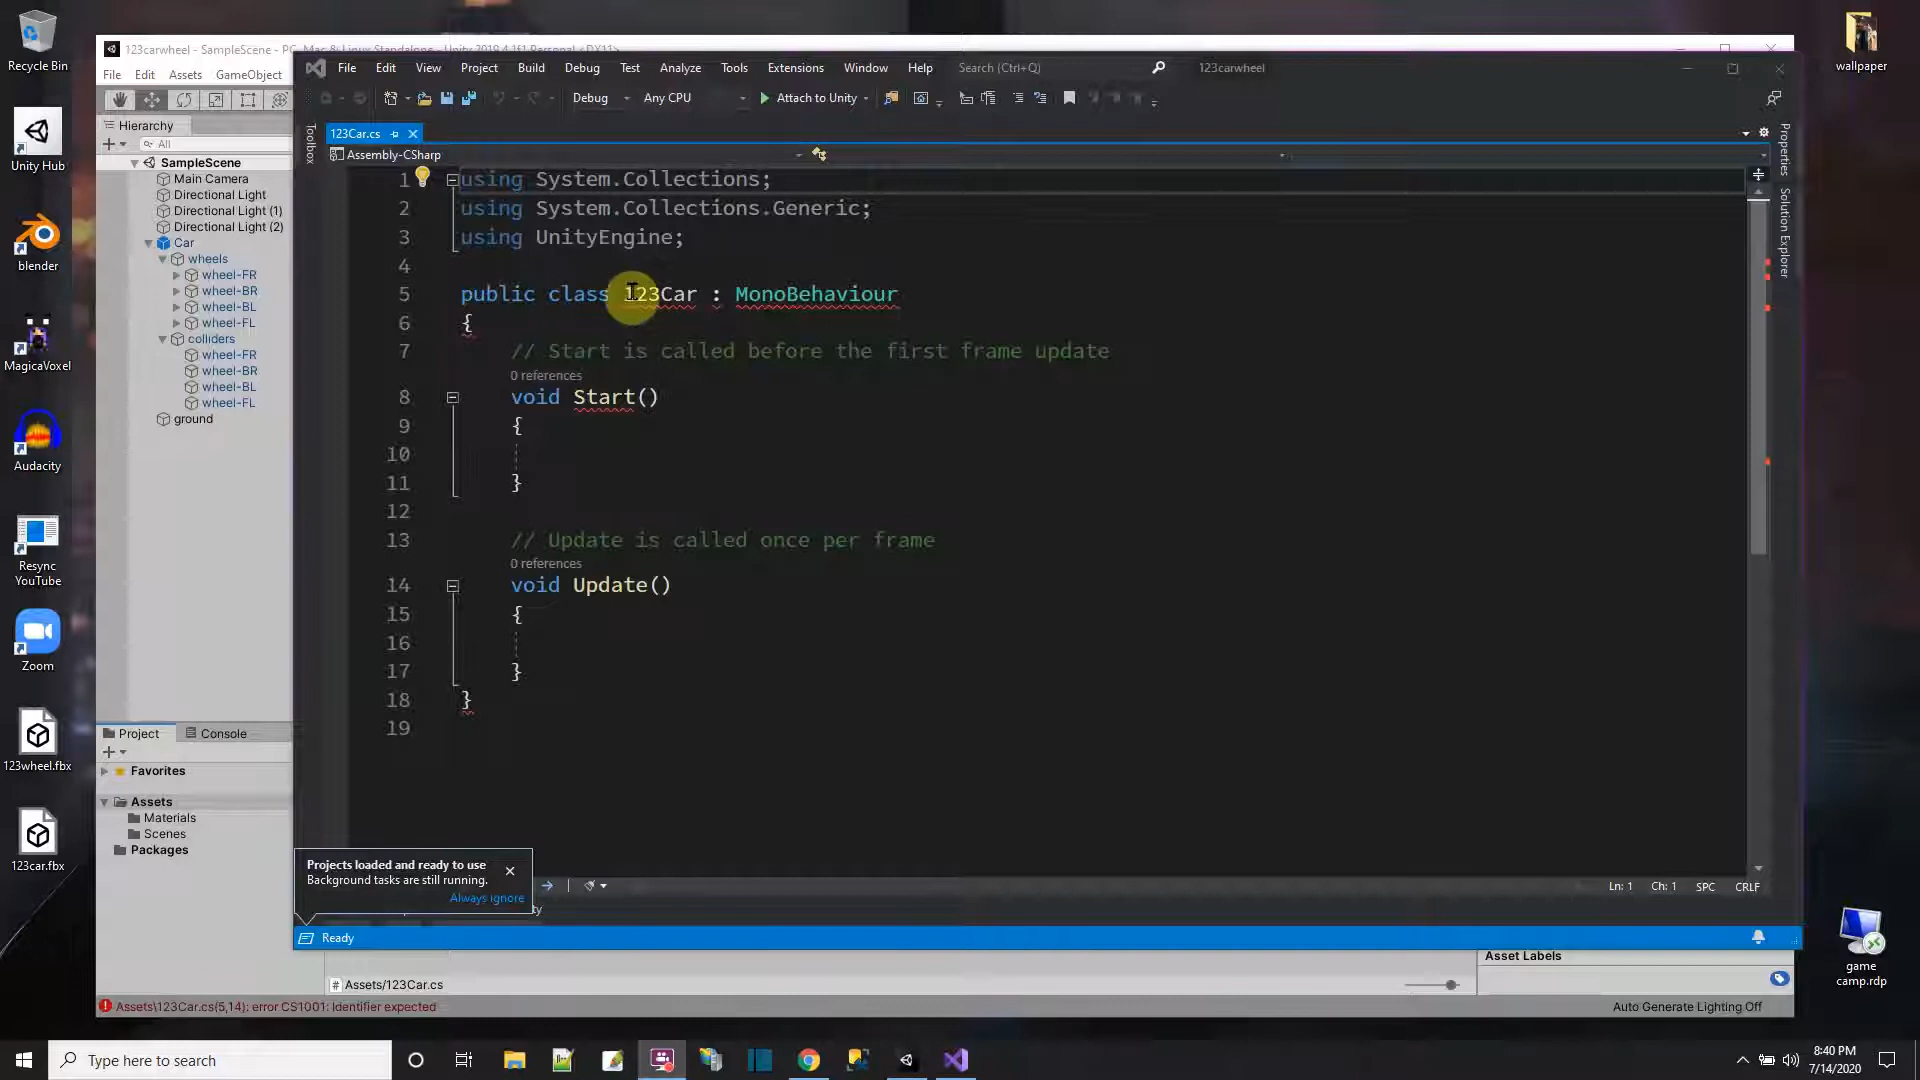 Recycle Bin
Unity Hub
blender
MagicaVoxel
Audacity
Resync
YouTube
Zoom
123wheel.fbx
123car.fbx
wallpaper
game
camp.rdp
123carwheel - SampleScene - PC, Mac & Linux Standalone - Unity 2019.4.1f1 Personal <DX11>
File Edit Assets GameObject
Hierarchy
All
SampleScene
Main Camera
Directional Light
Directional Light (1)
Directional Light (2)
Car
wheels
wheel-FR
wheel-BR
wheel-BL
wheel-FL
colliders
wheel-FR
wheel-BR
wheel-BL
wheel-FL
ground
Project Console
Favorites
Assets
Materials
Scenes
Packages
File Edit View Project Build Debug Test Analyze Tools Extensions Window Help Search (Ctrl+Q) 123carwheel
Debug Any CPU Attach to Unity
123Car.cs
Assembly-CSharp
Toolbox
Properties
Solution Explorer
1 using System.Collections;
2 using System.Collections.Generic;
3 using UnityEngine;
4
5 public class 123Car : MonoBehaviour
6 {
7 // Start is called before the first frame update
0 references
8 void Start()
9 {
10
11 }
12
13 // Update is called once per frame
0 references
14 void Update()
15 {
16
17 }
18 }
19
Projects loaded and ready to use
Background tasks are still running.
Always ignore
Ln: 1 Ch: 1 SPC CRLF
Ready
Asset Labels
Assets/123Car.cs
Assets\123Car.cs(5,14): error CS1001: Identifier expected
Auto Generate Lighting Off
Type here to search
8:40 PM
7/14/2020